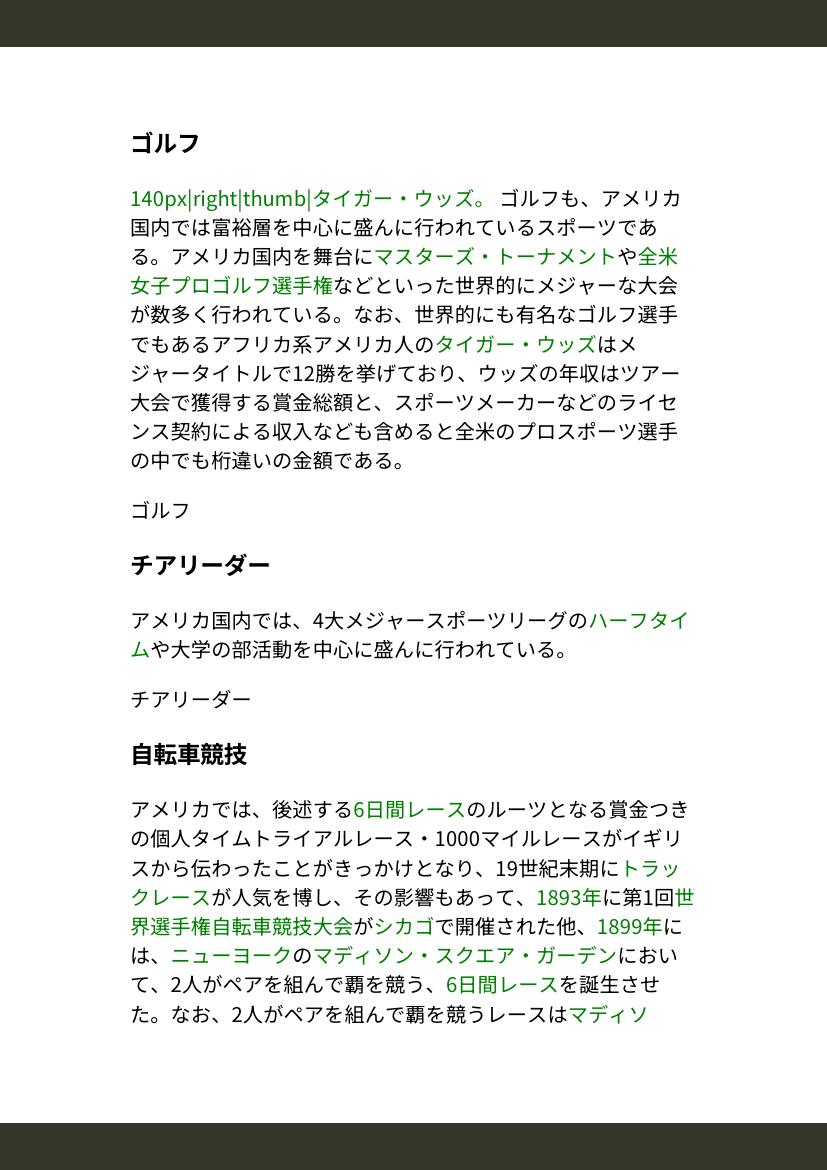 ゴルフ
140px|right|thumb|タイガー・ウッズ。 ゴルフも、アメリカ
国内では富裕層を中心に盛んに行われているスポーツであ
る。アメリカ国内を舞台にマスターズ・トーナメントや全米
女子プロゴルフ選手権などといった世界的にメジャーな大会
が数多く行われている。なお、世界的にも有名なゴルフ選手
でもあるアフリカ系アメリカ人のタイガー・ウッズはメ
ジャータイトルで12勝を挙げており、ウッズの年収はツアー
大会で獲得する賞金総額と、スポーツメーカーなどのライセ
ンス契約による収入なども含めると全米のプロスポーツ選手
の中でも桁違いの金額である。
ゴルフ
チアリーダー
アメリカ国内では、4大メジャースポーツリーグのハーフタイ
ムや大学の部活動を中心に盛んに行われている。
チアリーダー
自転車競技
アメリカでは、後述する6日間レースのルーツとなる賞金つき
の個人タイムトライアルレース・1000マイルレースがイギリ
スから伝わったことがきっかけとなり、19世紀末期にトラッ
クレースが人気を博し、その影響もあって、1893年に第1回世
界選手権自転車競技大会がシカゴで開催された他、1899年に
は、ニューヨークのマディソン・スクエア・ガーデンにおい
て、2人がペアを組んで覇を競う、6日間レースを誕生させ
た。なお、2人がペアを組んで覇を競うレースはマディソ